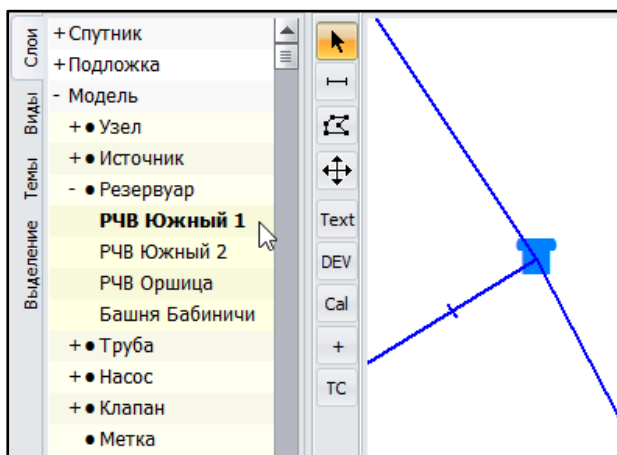 Слои
Виды
Темы
Выделение
+ Спутник
+ Подложка
- Модель
+ ● Узел
+ ● Источник
- ● Резервуар
РЧВ Южный 1
РЧВ Южный 2
РЧВ Оршица
Башня Бабиничи
+ ● Труба
+ ● Насос
+ ● Клапан
● Метка
Text
DEV
Cal
+
TC